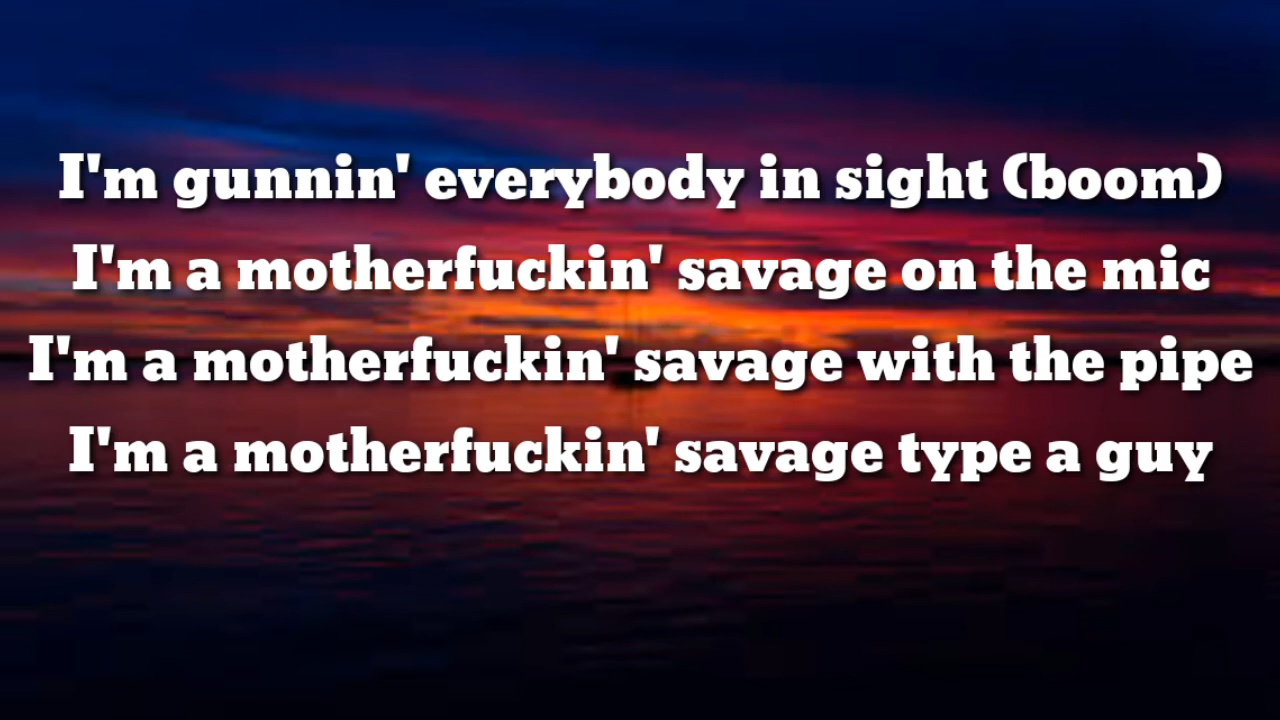 I'm gunnin' everybody in sight (boom)
I'm a motherfuckin' savage on the mic
I'm a motherfuckin' savage with the pipe
I'm a motherfuckin' savage type a guy